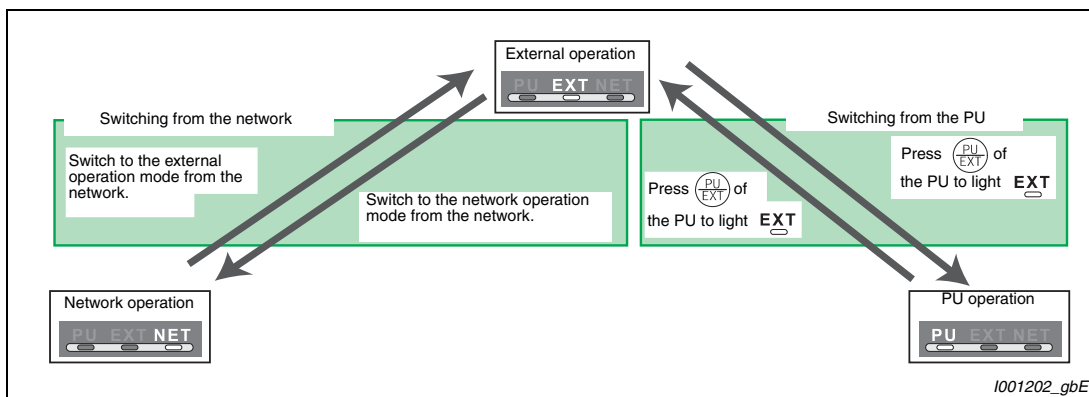 External operation
PU EXT NET
Switching from the network
Switch to the external
operation mode from the
network.
Switch to the network operation
mode from the network.
Switching from the PU
Press PU/EXT of
the PU to light EXT
Press PU/EXT of
the PU to light EXT
Network operation
PU EXT NET
PU operation
PU EXT NET
I001202_gbE